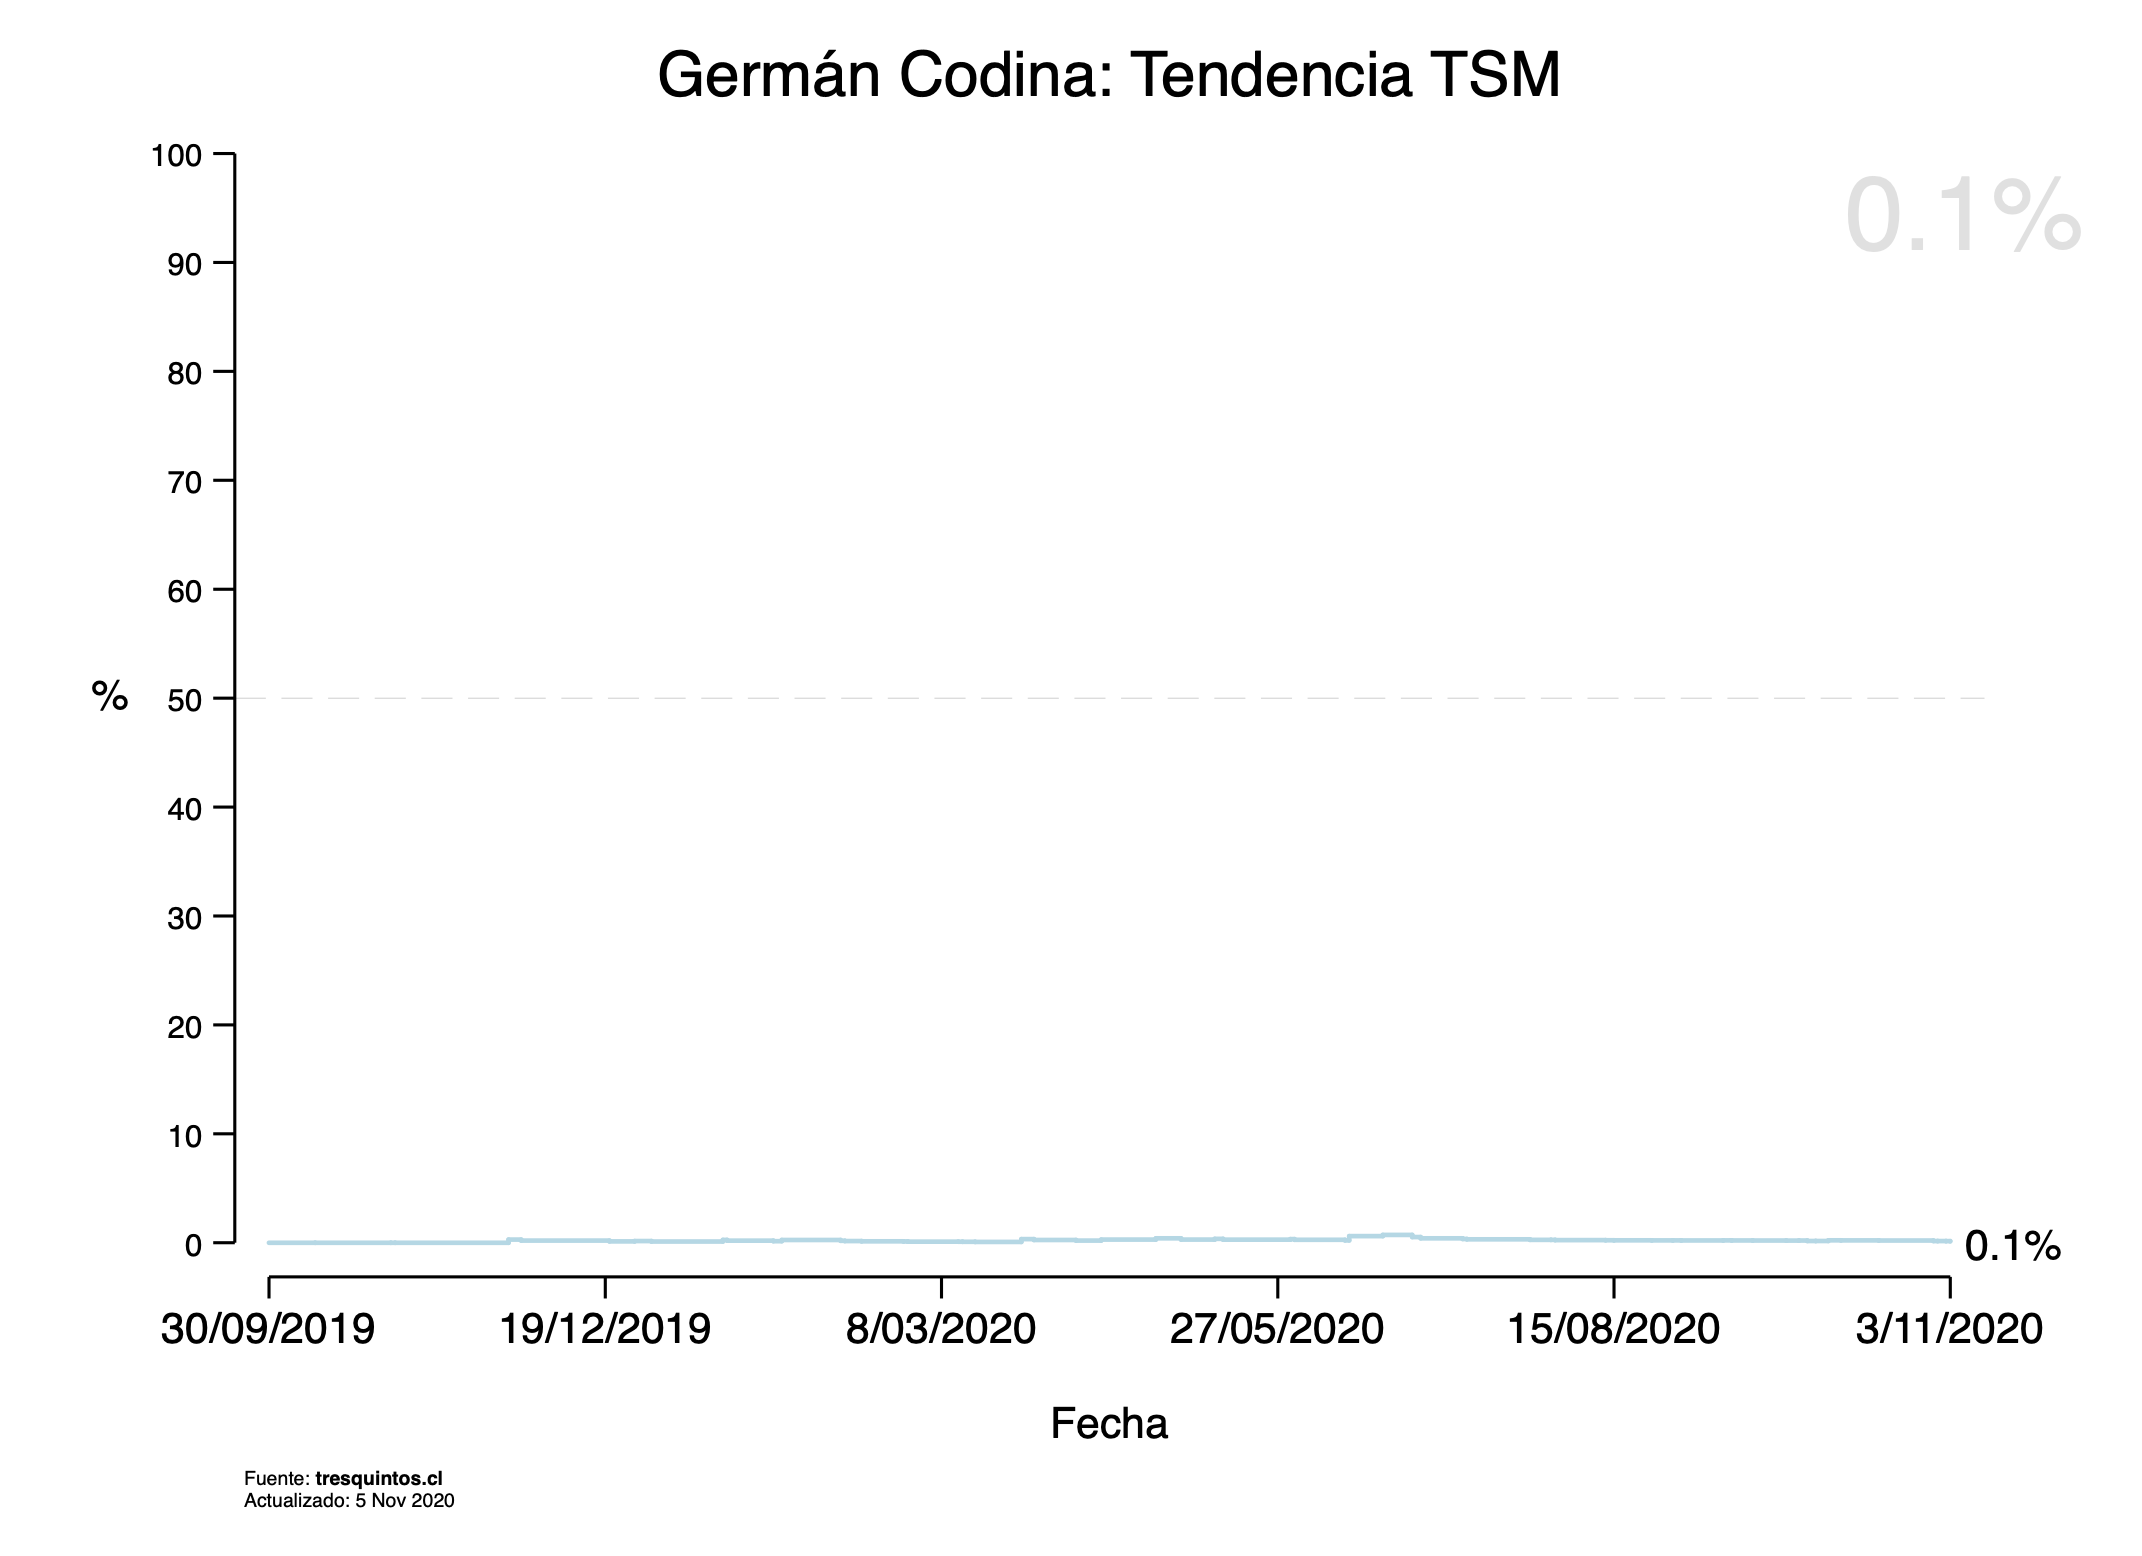 Germán Codina: Tendencia TSM
0.1%
100
90
80
70
60
50
40
30
20
10
0
%
0.1%
30/09/2019 19/12/2019 8/03/2020 27/05/2020 15/08/2020 3/11/2020
Fecha
Fuente: tresquintos.cl
Actualizado: 5 Nov 2020